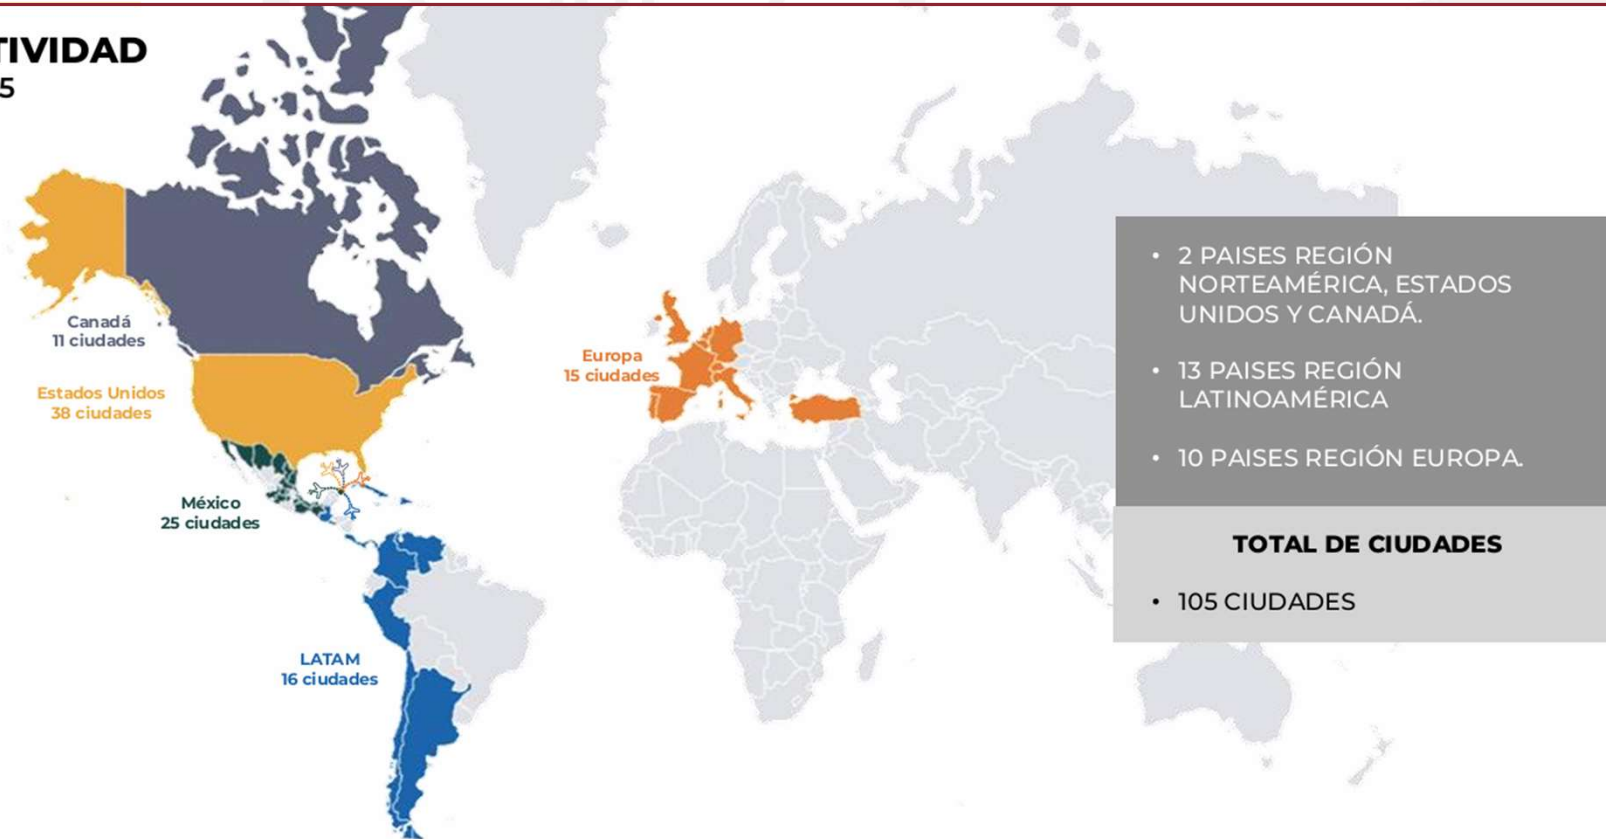 TIVIDAD
5
Canadá
11 ciudades
Estados Unidos
38 ciudades
México
25 ciudades
LATAM
16 ciudades
Europa
15 ciudades
• 2 PAISES REGIÓN
NORTEAMÉRICA, ESTADOS
UNIDOS Y CANADÁ.
• 13 PAISES REGIÓN
LATINOAMÉRICA
• 10 PAISES REGIÓN EUROPA.
TOTAL DE CIUDADES
• 105 CIUDADES